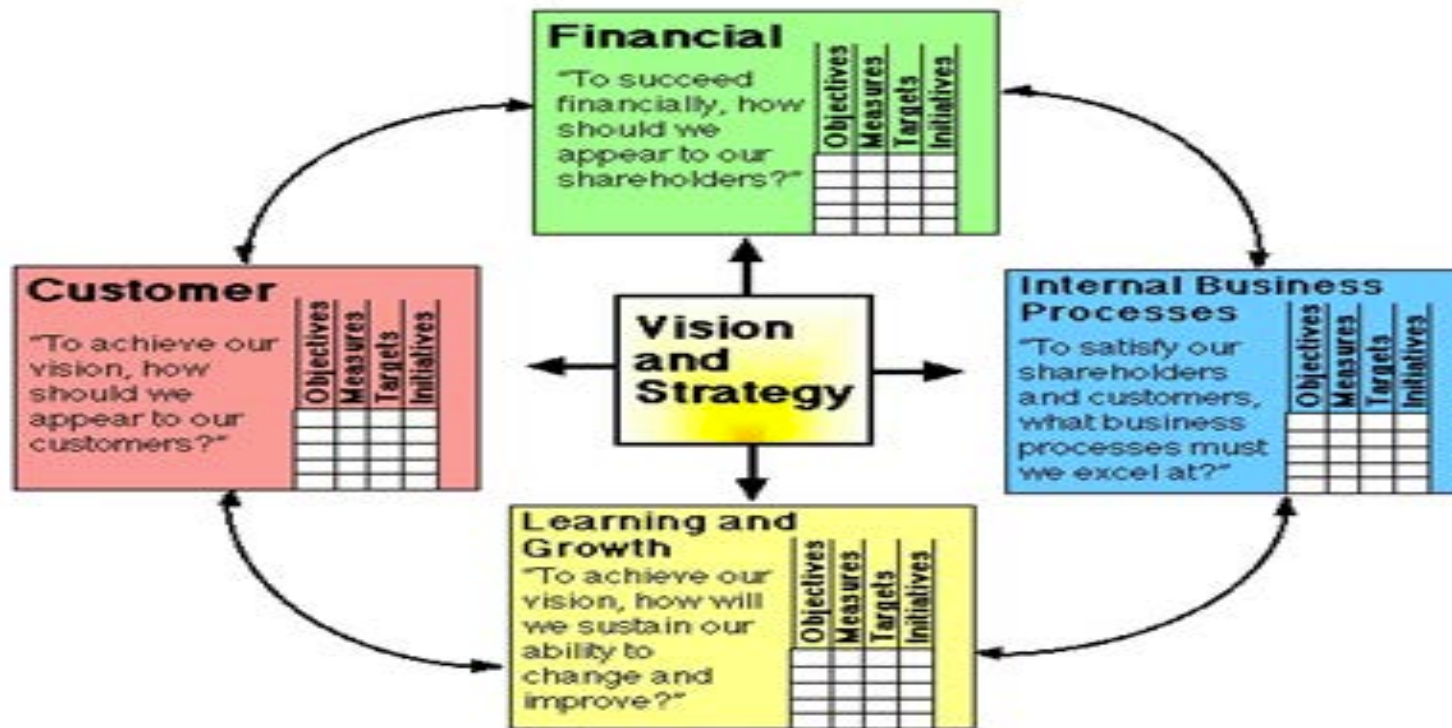 Financial
"To succeed
financially, how
should we
appear to our
shareholders?"
Objectives
Measures
Targets
Initiatives
Customer
"To achieve our
vision, how
should we
appear to our
customers?"
Objectives
Measures
Targets
Initiatives
Vision
and
Strategy
Internal Business
Processes
"To satisfy our
shareholders
and customers,
what business
processes must
we excel at?"
Objectives
Measures
Targets
Initiatives
Learning and
Growth
"To achieve our
vision, how will
we sustain our
ability to
change and
improve?"
Objectives
Measures
Targets
Initiatives